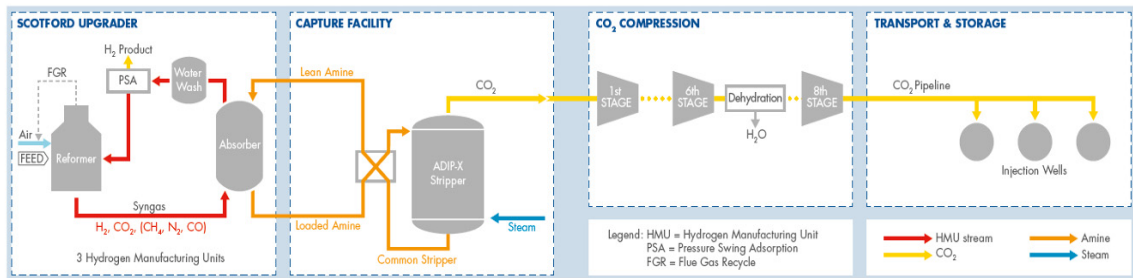 SCOTFORD UPGRADER
H₂ Product
FGR
PSA
Water
Wash
Air
FEED
Reformer
Absorber
Syngas
H₂, CO₂, (CH₄, N₂, CO)
3 Hydrogen Manufacturing Units
CAPTURE FACILITY
Lean Amine
CO₂
ADIP-X
Stripper
Loaded Amine
Steam
Common Stripper
CO₂ COMPRESSION
1st
STAGE
6th
STAGE
Dehydration
8th
STAGE
H₂O
TRANSPORT & STORAGE
CO₂ Pipeline
Injection Wells
Legend: HMU = Hydrogen Manufacturing Unit
PSA = Pressure Swing Adsorption
FGR = Flue Gas Recycle
HMU stream
Amine
CO₂
Steam